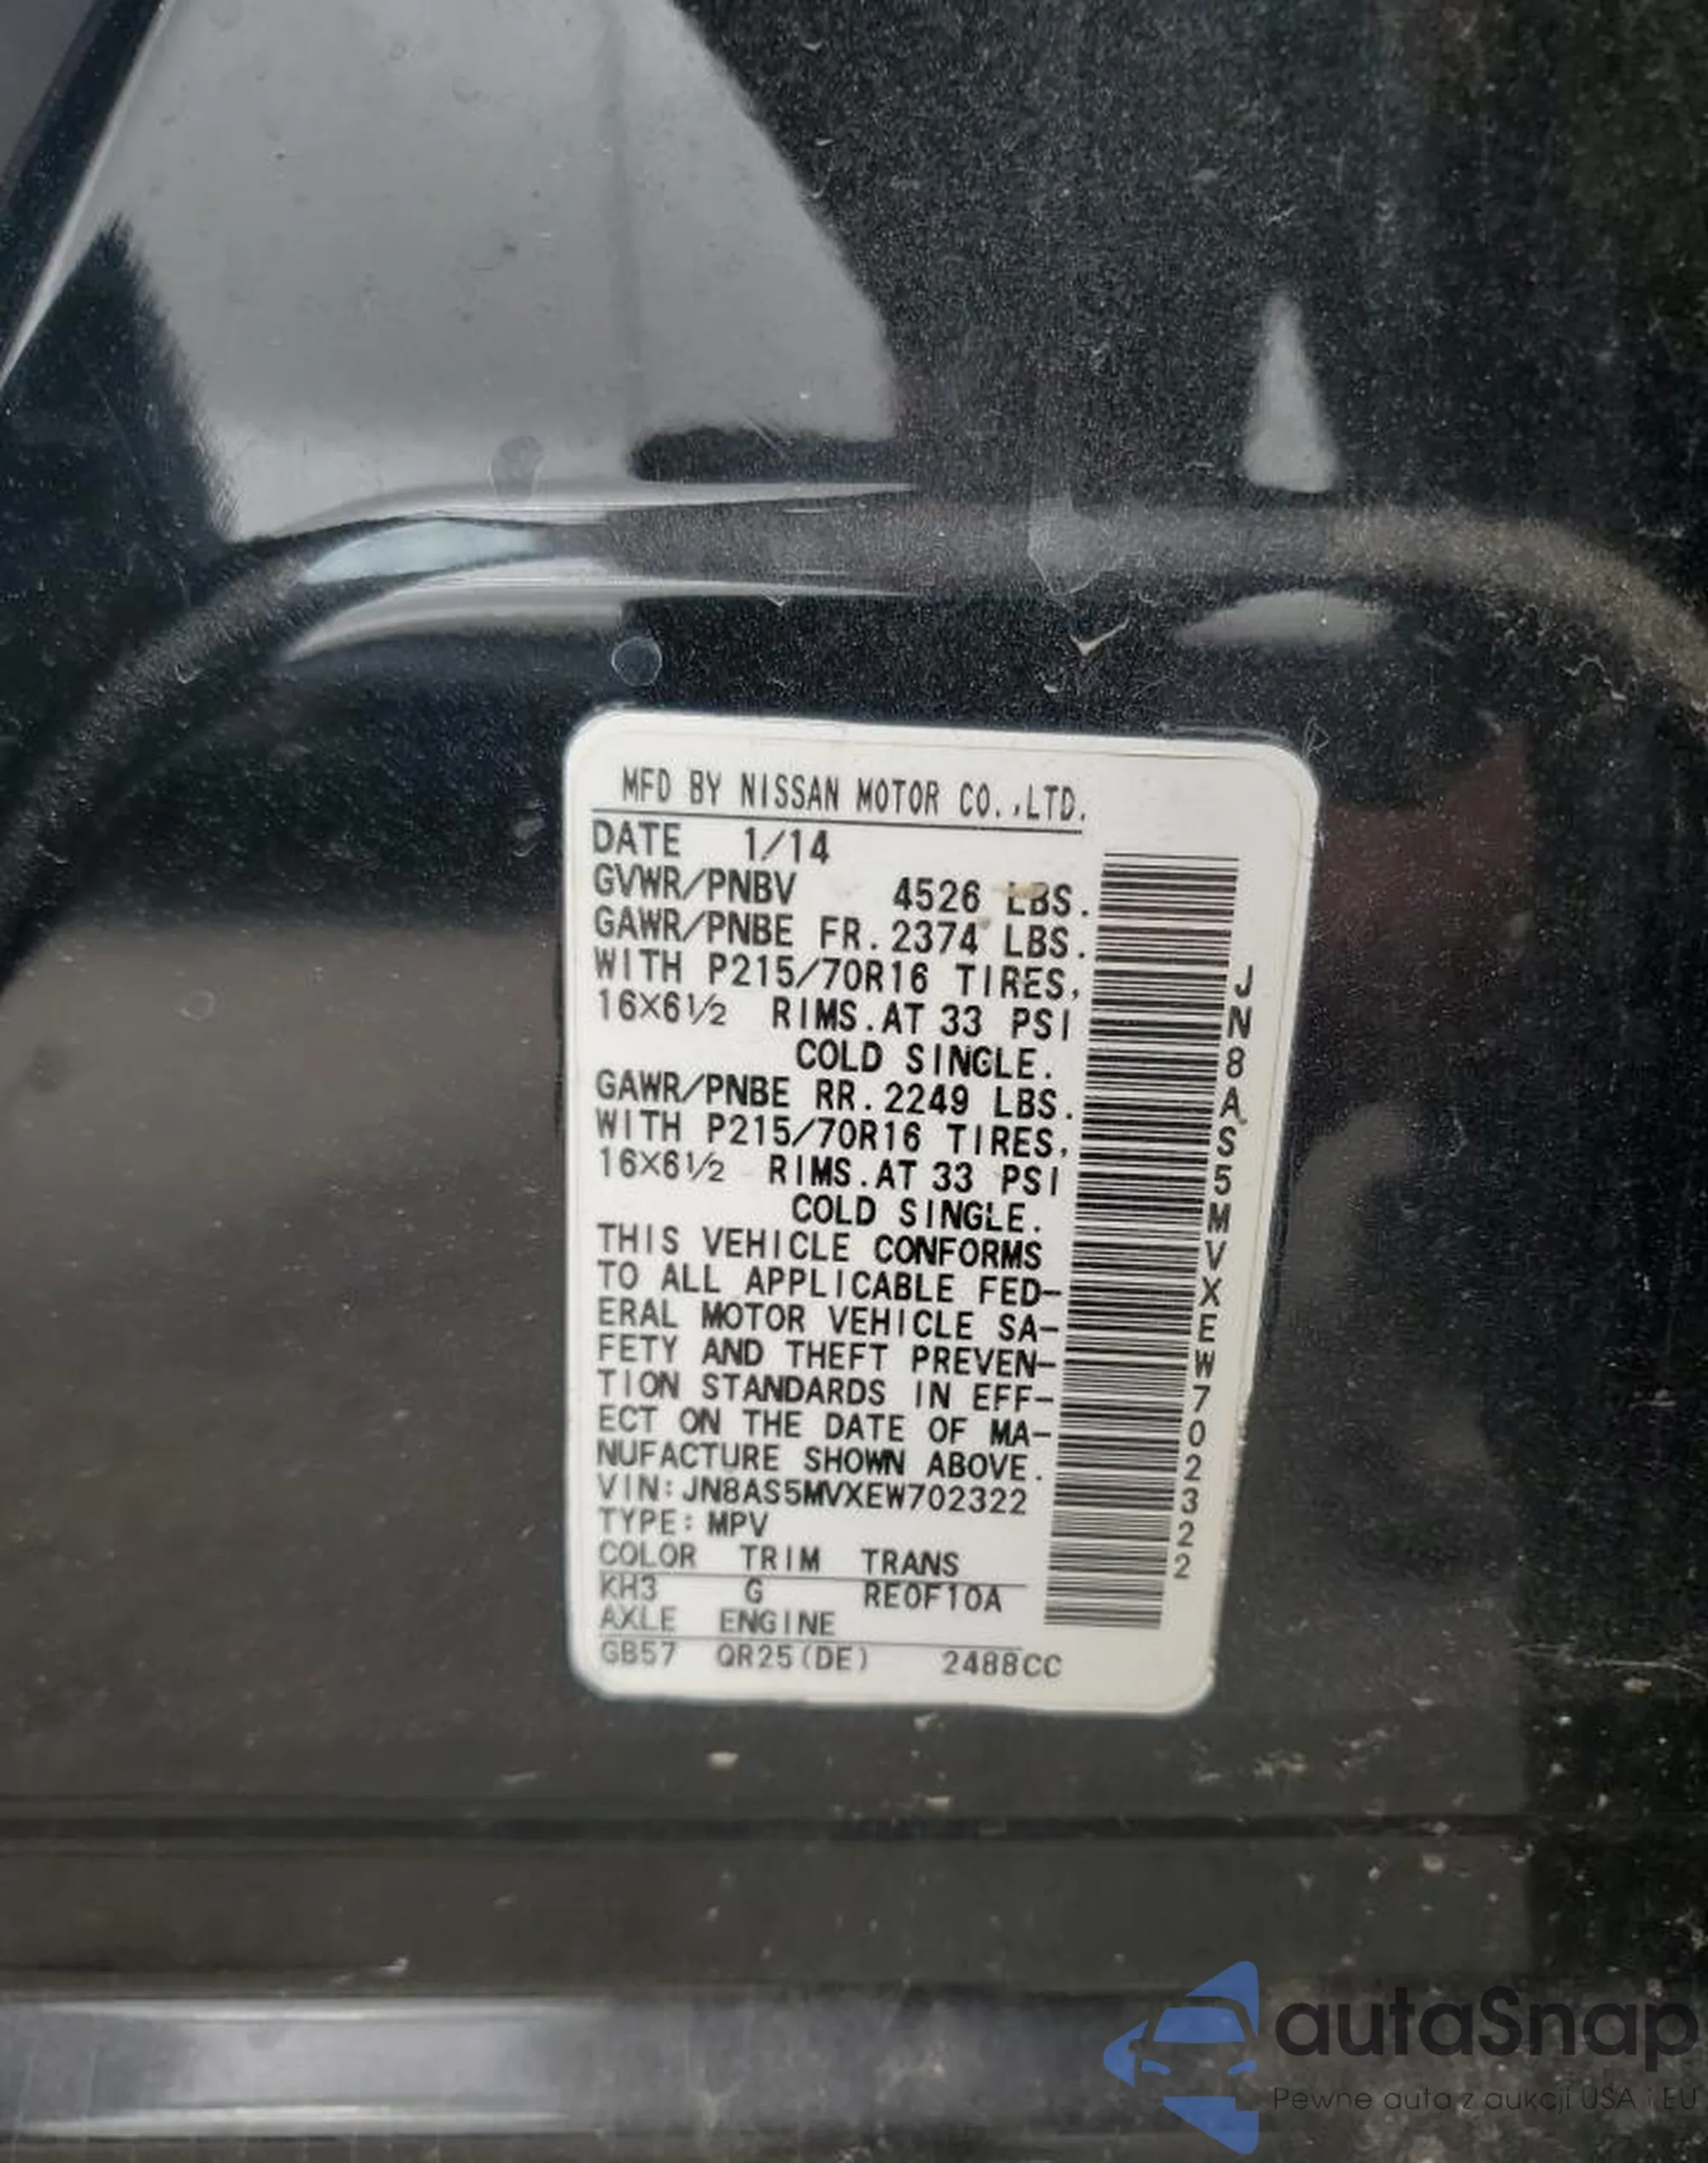 MFD BY NISSAN MOTOR CO.,LTD.
DATE 1/14
GVWR/PNBV 4526 LBS.
GAWR/PNBE FR.2374 LBS.
WITH P215/70R16 TIRES,
16X6½ RIMS.AT 33 PSI
COLD SINGLE.
GAWR/PNBE RR.2249 LBS.
WITH P215/70R16 TIRES,
16X6½ RIMS.AT 33 PSI
COLD SINGLE.
THIS VEHICLE CONFORMS
TO ALL APPLICABLE FED-
ERAL MOTOR VEHICLE SA-
FETY AND THEFT PREVEN-
TION STANDARDS IN EFF-
ECT ON THE DATE OF MA-
NUFACTURE SHOWN ABOVE.
VIN:JN8AS5MVXEW702322
TYPE:MPV
COLOR TRIM TRANS
KH3 G RE0F10A
AXLE ENGINE
GB57 QR25(DE) 2488CC
JN8AS5MVXEW702322
autaSnap
Pewne auta z aukcji USA i EU